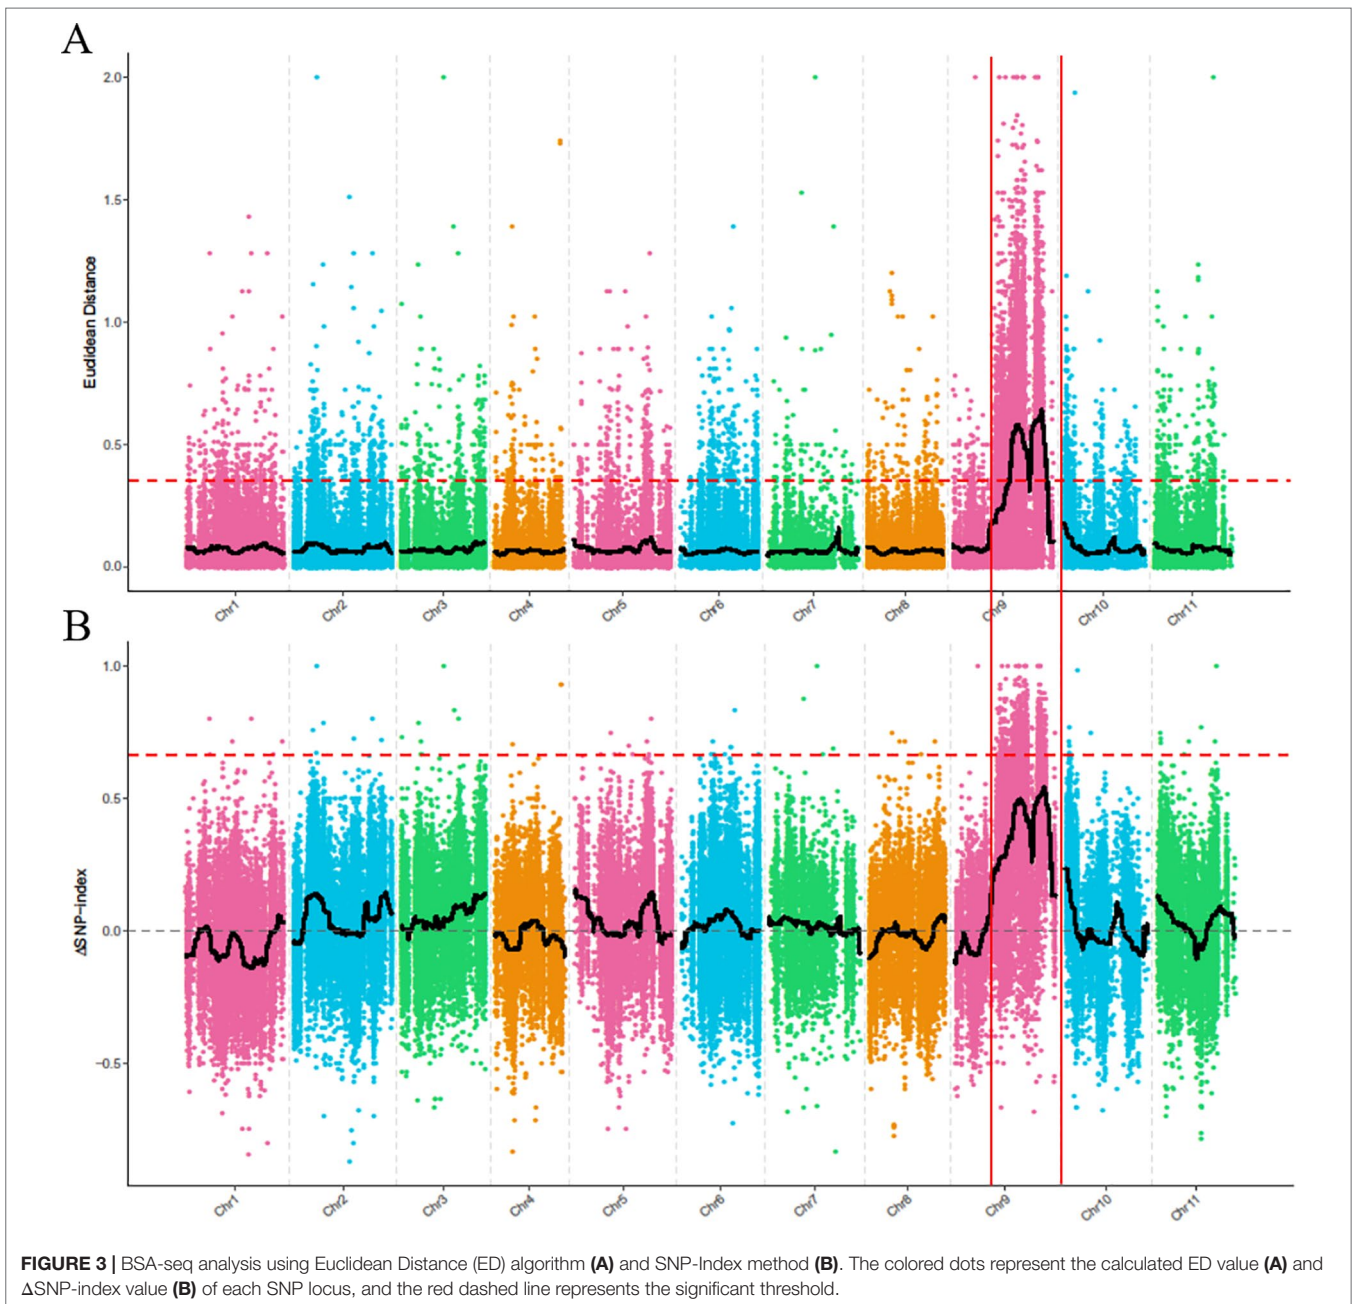 A
2.0
1.5
1.0
0.5
0.0
Euclidean Distance
Chr1 Chr2 Chr3 Chr4 Chr5 Chr6 Chr7 Chr8 Chr9 Chr10 Chr11
B
1.0
0.5
0.0
−0.5
ΔSNP−index
Chr1 Chr2 Chr3 Chr4 Chr5 Chr6 Chr7 Chr8 Chr9 Chr10 Chr11
FIGURE 3 | BSA-seq analysis using Euclidean Distance (ED) algorithm (A) and SNP-Index method (B). The colored dots represent the calculated ED value (A) and
ΔSNP-index value (B) of each SNP locus, and the red dashed line represents the significant threshold.